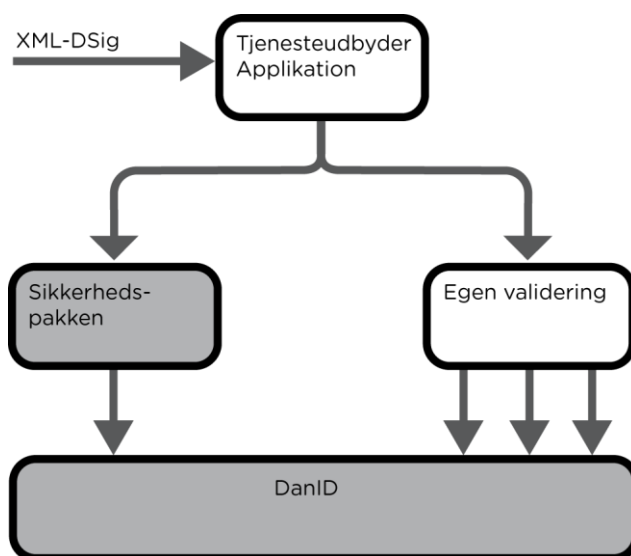 XML-DSig
Tjenesteudbyder
Applikation
Sikkerheds-
pakken
Egen validering
DanID